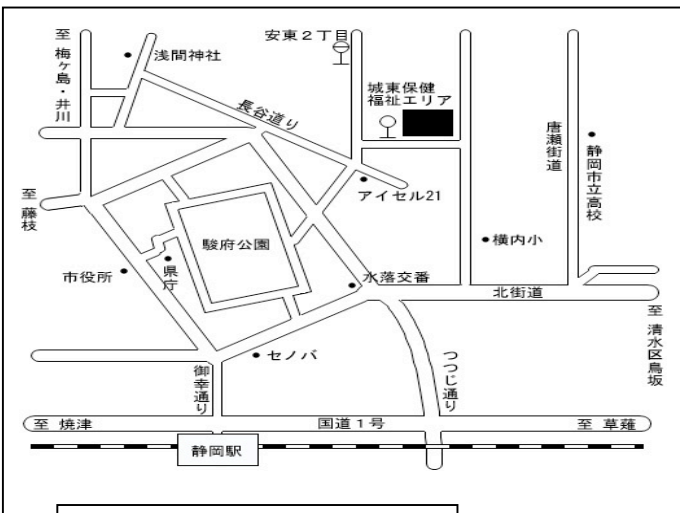 至 梅ヶ島・井川
浅間神社
安東２丁目
城東保健
福祉エリア
長谷道り
唐瀬街道
静岡市立高校
至 藤枝
アイセル21
駿府公園
横内小
市役所
県庁
水落交番
北街道
至 清水区鳥坂
セノバ
御幸通り
つつじ通り
至 焼津
国道１号
至 草薙
静岡駅